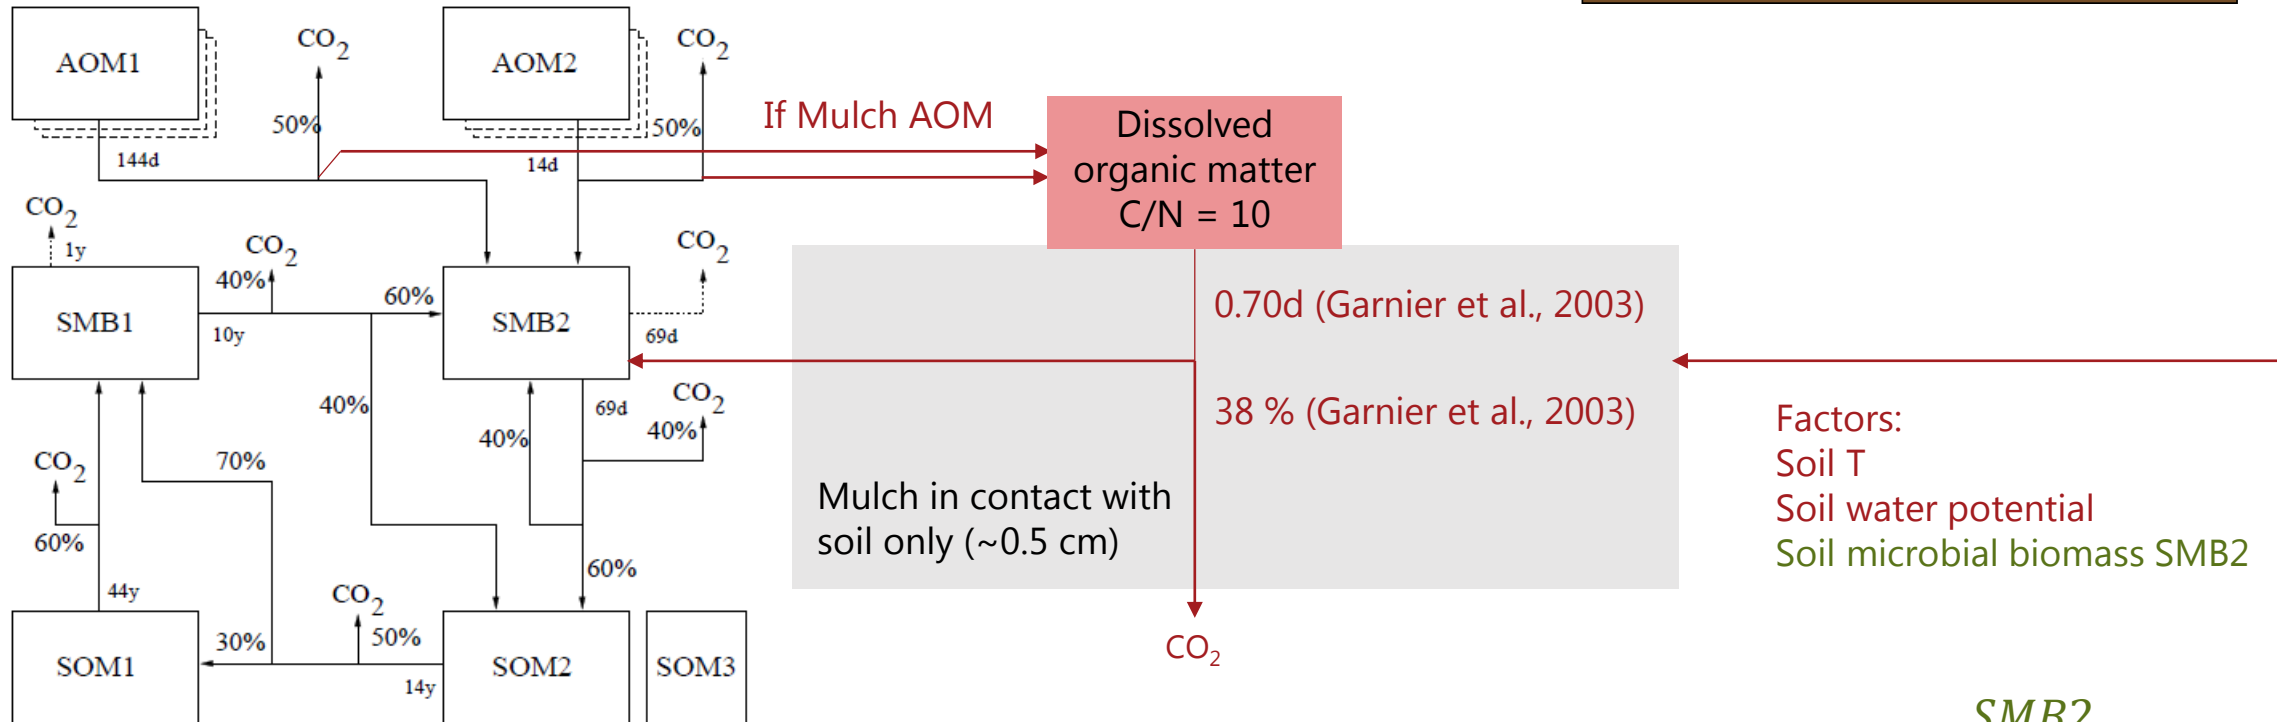 AOM1
CO2
50%
144d
AOM2
CO2
50%
14d
If Mulch AOM
Dissolved
organic matter
C/N = 10
CO2
1y
CO2
40%
60%
SMB1
10y
SMB2
CO2
69d
0.70d (Garnier et al., 2003)
38 % (Garnier et al., 2003)
40%
69d
CO2
40%
40%
70%
CO2
60%
60%
44y
Mulch in contact with
soil only (~0.5 cm)
Factors:
Soil T
Soil water potential
Soil microbial biomass SMB2
CO2
SOM1
30%
CO2
50%
14y
SOM2
SOM3
SMB2